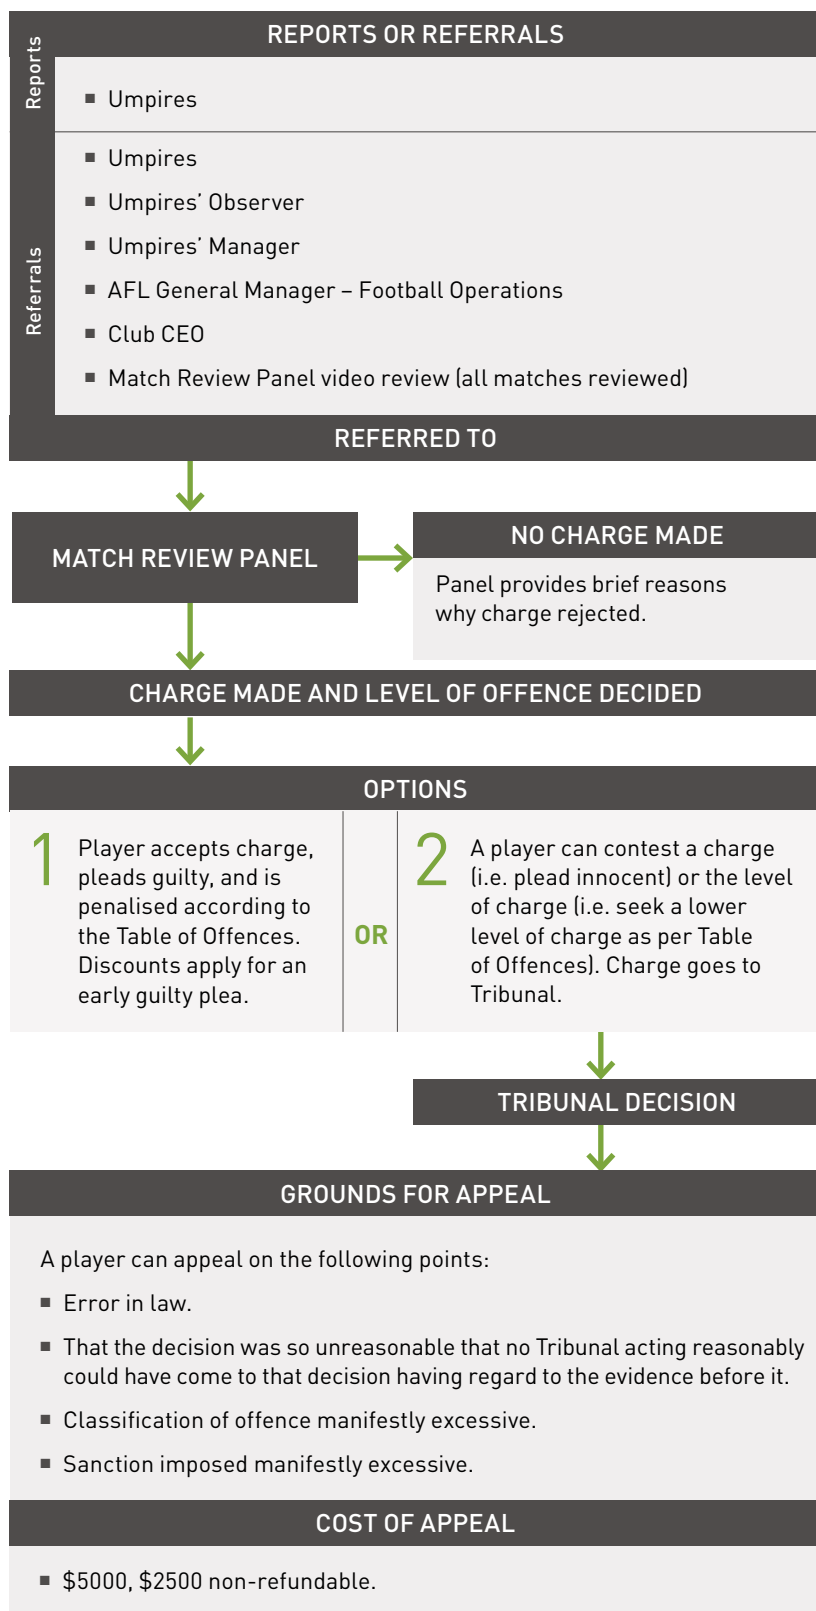 REPORTS OR REFERRALS
Reports
■ Umpires
Referrals
■ Umpires
■ Umpires’ Observer
■ Umpires’ Manager
■ AFL General Manager – Football Operations
■ Club CEO
■ Match Review Panel video review (all matches reviewed)
REFERRED TO
MATCH REVIEW PANEL
NO CHARGE MADE
Panel provides brief reasons
why charge rejected.
CHARGE MADE AND LEVEL OF OFFENCE DECIDED
OPTIONS
1
Player accepts charge,
pleads guilty, and is
penalised according to
the Table of Offences.
Discounts apply for an
early guilty plea.
OR
2
A player can contest a charge
(i.e. plead innocent) or the level
of charge (i.e. seek a lower
level of charge as per Table
of Offences). Charge goes to
Tribunal.
TRIBUNAL DECISION
GROUNDS FOR APPEAL
A player can appeal on the following points:
■ Error in law.
■ That the decision was so unreasonable that no Tribunal acting reasonably
could have come to that decision having regard to the evidence before it.
■ Classification of offence manifestly excessive.
■ Sanction imposed manifestly excessive.
COST OF APPEAL
■ $5000, $2500 non-refundable.